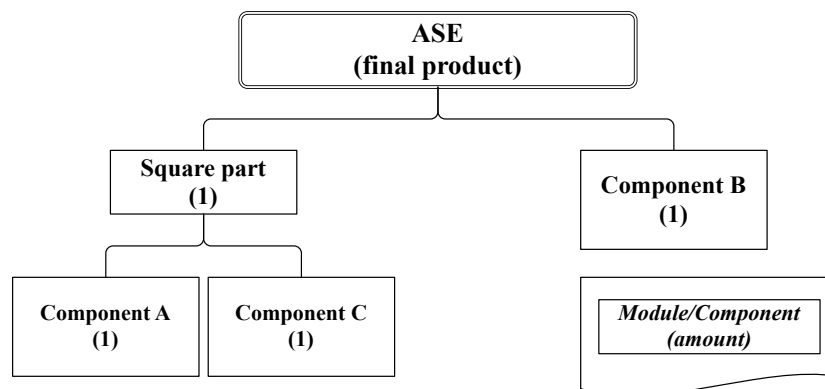 ASE
(final product)
Square part
(1)
Component B
(1)
Component A
(1)
Component C
(1)
Module/Component
(amount)